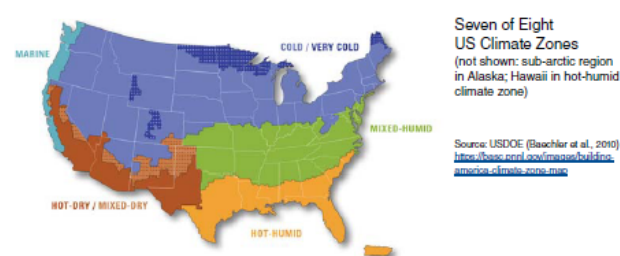 MARINE
COLD / VERY COLD
MIXED-HUMID
HOT-DRY / MIXED-DRY
HOT-HUMID
Seven of Eight
US Climate Zones
(not shown: sub-arctic region
in Alaska; Hawaii in hot-humid
climate zone)
Source: USDOE (Baechler et al., 2010)
https://basc.pnnl.gov/images/building-
america-climate-zone-map